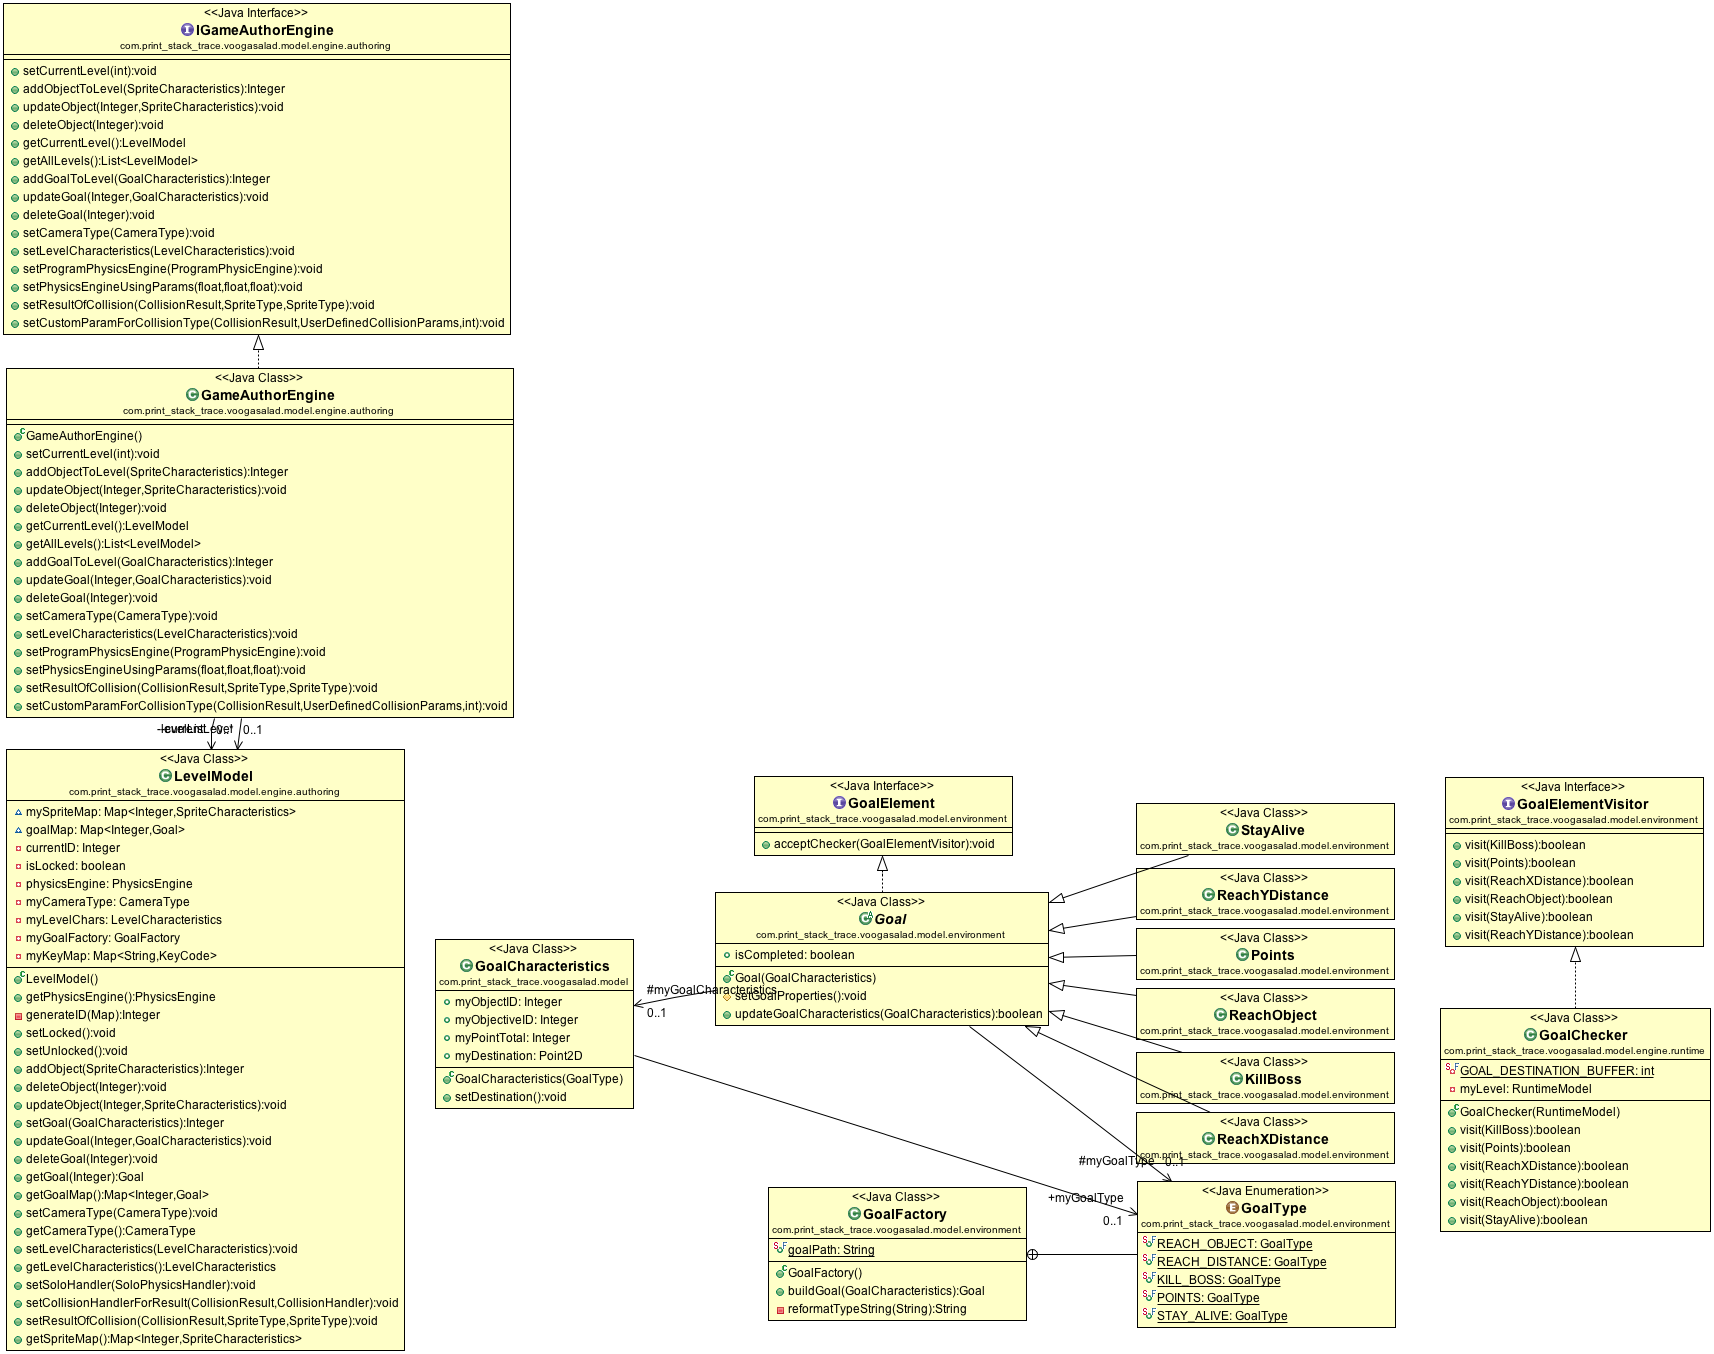 <<Java Interface>>
IGameAuthorEngine
com.print_stack_trace.voogasalad.model.engine.authoring
setCurrentLevel(int):void
addObjectToLevel(SpriteCharacteristics):Integer
updateObject(Integer,SpriteCharacteristics):void
deleteObject(Integer):void
getCurrentLevel():LevelModel
getAllLevels():List<LevelModel>
addGoalToLevel(GoalCharacteristics):Integer
updateGoal(Integer,GoalCharacteristics):void
deleteGoal(Integer):void
setCameraType(CameraType):void
setLevelCharacteristics(LevelCharacteristics):void
setProgramPhysicsEngine(ProgramPhysicEngine):void
setPhysicsEngineUsingParams(float,float,float):void
setResultOfCollision(CollisionResult,SpriteType,SpriteType):void
setCustomParamForCollisionType(CollisionResult,UserDefinedCollisionParams,int):void
<<Java Class>>
GameAuthorEngine
com.print_stack_trace.voogasalad.model.engine.authoring
GameAuthorEngine()
setCurrentLevel(int):void
addObjectToLevel(SpriteCharacteristics):Integer
updateObject(Integer,SpriteCharacteristics):void
deleteObject(Integer):void
getCurrentLevel():LevelModel
getAllLevels():List<LevelModel>
addGoalToLevel(GoalCharacteristics):Integer
updateGoal(Integer,GoalCharacteristics):void
deleteGoal(Integer):void
setCameraType(CameraType):void
setLevelCharacteristics(LevelCharacteristics):void
setProgramPhysicsEngine(ProgramPhysicEngine):void
setPhysicsEngineUsingParams(float,float,float):void
setResultOfCollision(CollisionResult,SpriteType,SpriteType):void
setCustomParamForCollisionType(CollisionResult,UserDefinedCollisionParams,int):void
0..1
<<Java Class>>
LevelModel
com.print_stack_trace.voogasalad.model.engine.authoring
mySpriteMap: Map<Integer,SpriteCharacteristics>
goalMap: Map<Integer,Goal>
currentID: Integer
isLocked: boolean
physicsEngine: PhysicsEngine
myCameraType: CameraType
myLevelChars: LevelCharacteristics
myGoalFactory: GoalFactory
myKeyMap: Map<String,KeyCode>
LevelModel()
getPhysicsEngine():PhysicsEngine
generateID(Map):Integer
setLocked():void
setUnlocked():void
addObject(SpriteCharacteristics):Integer
deleteObject(Integer):void
updateObject(Integer,SpriteCharacteristics):void
setGoal(GoalCharacteristics):Integer
updateGoal(Integer,GoalCharacteristics):void
deleteGoal(Integer):void
getGoal(Integer):Goal
getGoalMap():Map<Integer,Goal>
setCameraType(CameraType):void
getCameraType():CameraType
setLevelCharacteristics(LevelCharacteristics):void
getLevelCharacteristics():LevelCharacteristics
setSoloHandler(SoloPhysicsHandler):void
setCollisionHandlerForResult(CollisionResult,CollisionHandler):void
setResultOfCollision(CollisionResult,SpriteType,SpriteType):void
getSpriteMap():Map<Integer,SpriteCharacteristics>
<<Java Class>>
GoalCharacteristics
com.print_stack_trace.voogasalad.model
myObjectID: Integer
myObjectiveID: Integer
myPointTotal: Integer
myDestination: Point2D
GoalCharacteristics(GoalType)
setDestination():void
#myGoalCharacteristics
0..1
<<Java Interface>>
GoalElement
com.print_stack_trace.voogasalad.model.environment
acceptChecker(GoalElementVisitor):void
<<Java Class>>
Goal
com.print_stack_trace.voogasalad.model.environment
isCompleted: boolean
Goal(GoalCharacteristics)
setGoalProperties():void
updateGoalCharacteristics(GoalCharacteristics):boolean
<<Java Class>>
StayAlive
com.print_stack_trace.voogasalad.model.environment
<<Java Class>>
ReachYDistance
com.print_stack_trace.voogasalad.model.environment
<<Java Class>>
Points
com.print_stack_trace.voogasalad.model.environment
<<Java Class>>
ReachObject
com.print_stack_trace.voogasalad.model.environment
<<Java Class>>
KillBoss
com.print_stack_trace.voogasalad.model.environment
<<Java Class>>
ReachXDistance
com.print_stack_trace.voogasalad.model.environment
#myGoalType
0..1
+myGoalType
0..1
<<Java Class>>
GoalFactory
com.print_stack_trace.voogasalad.model.environment
goalPath: String
GoalFactory()
buildGoal(GoalCharacteristics):Goal
reformatTypeString(String):String
<<Java Enumeration>>
GoalType
com.print_stack_trace.voogasalad.model.environment
REACH_OBJECT: GoalType
REACH_DISTANCE: GoalType
KILL_BOSS: GoalType
POINTS: GoalType
STAY_ALIVE: GoalType
<<Java Interface>>
GoalElementVisitor
com.print_stack_trace.voogasalad.model.environment
visit(KillBoss):boolean
visit(Points):boolean
visit(ReachXDistance):boolean
visit(ReachObject):boolean
visit(StayAlive):boolean
visit(ReachYDistance):boolean
<<Java Class>>
GoalChecker
com.print_stack_trace.voogasalad.model.engine.runtime
GOAL_DESTINATION_BUFFER: int
myLevel: RuntimeModel
GoalChecker(RuntimeModel)
visit(KillBoss):boolean
visit(Points):boolean
visit(ReachXDistance):boolean
visit(ReachYDistance):boolean
visit(ReachObject):boolean
visit(StayAlive):boolean